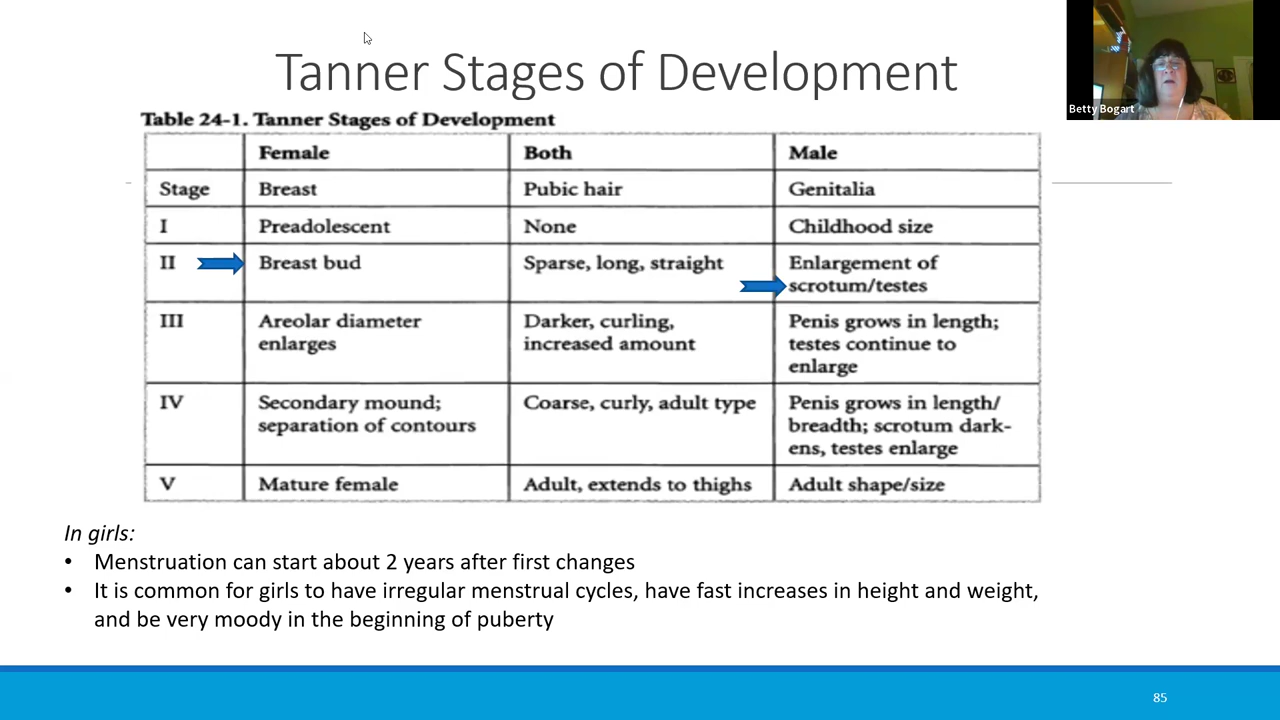 Tanner Stages of Development
Betty Bogart
Table 24-1. Tanner Stages of Development
Female Both Male
Stage Breast Pubic hair Genitalia
I Preadolescent None Childhood size
II Breast bud Sparse, long, straight Enlargement of
scrotum/testes
III Areolar diameter Darker, curling, Penis grows in length;
enlarges increased amount testes continue to
enlarge
IV Secondary mound; Coarse, curly, adult type Penis grows in length/
separation of contours breadth; scrotum dark-
ens, testes enlarge
V Mature female Adult, extends to thighs Adult shape/size
In girls:
• Menstruation can start about 2 years after first changes
• It is common for girls to have irregular menstrual cycles, have fast increases in height and weight,
and be very moody in the beginning of puberty
85